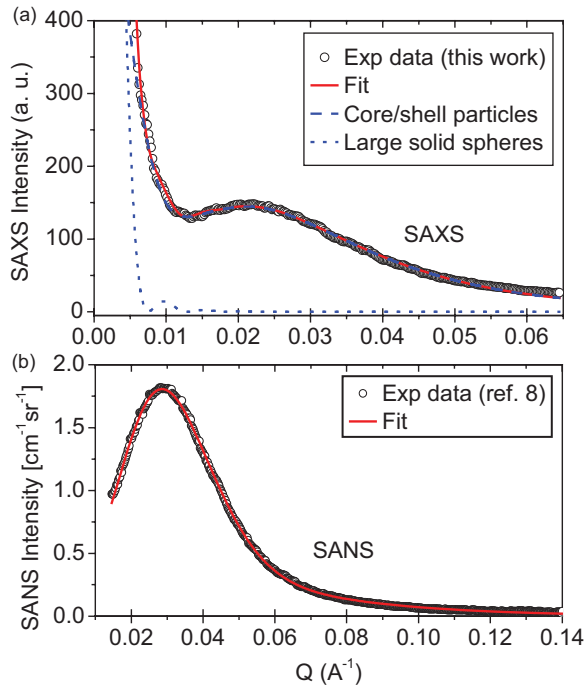 (a)
400
300
200
100
0
SAXS Intensity (a. u.)
Exp data (this work)
Fit
Core/shell particles
Large solid spheres
SAXS
0.00 0.01 0.02 0.03 0.04 0.05 0.06
(b)
2.0
1.5
1.0
0.5
0.0
SANS Intensity [cm⁻¹sr⁻¹]
Exp data (ref. 8)
Fit
SANS
0.02 0.04 0.06 0.08 0.10 0.12 0.14
Q (A⁻¹)